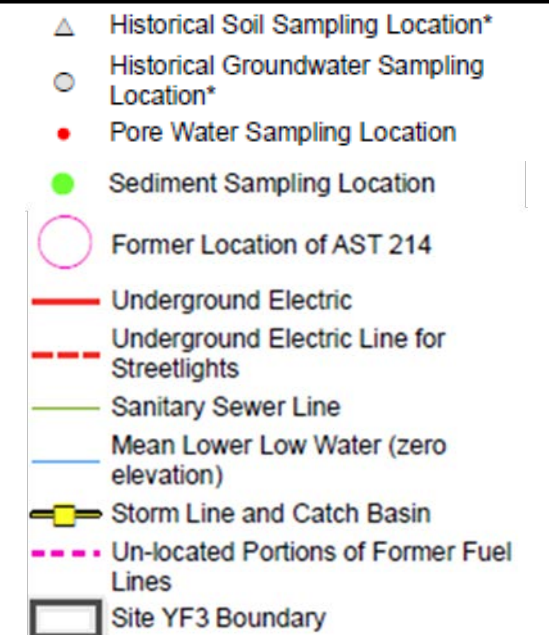 Historical Soil Sampling Location*
Historical Groundwater Sampling
Location*
Pore Water Sampling Location
Sediment Sampling Location
Former Location of AST 214
Underground Electric
Underground Electric Line for
Streetlights
Sanitary Sewer Line
Mean Lower Low Water (zero
elevation)
Storm Line and Catch Basin
Un-located Portions of Former Fuel
Lines
Site YF3 Boundary